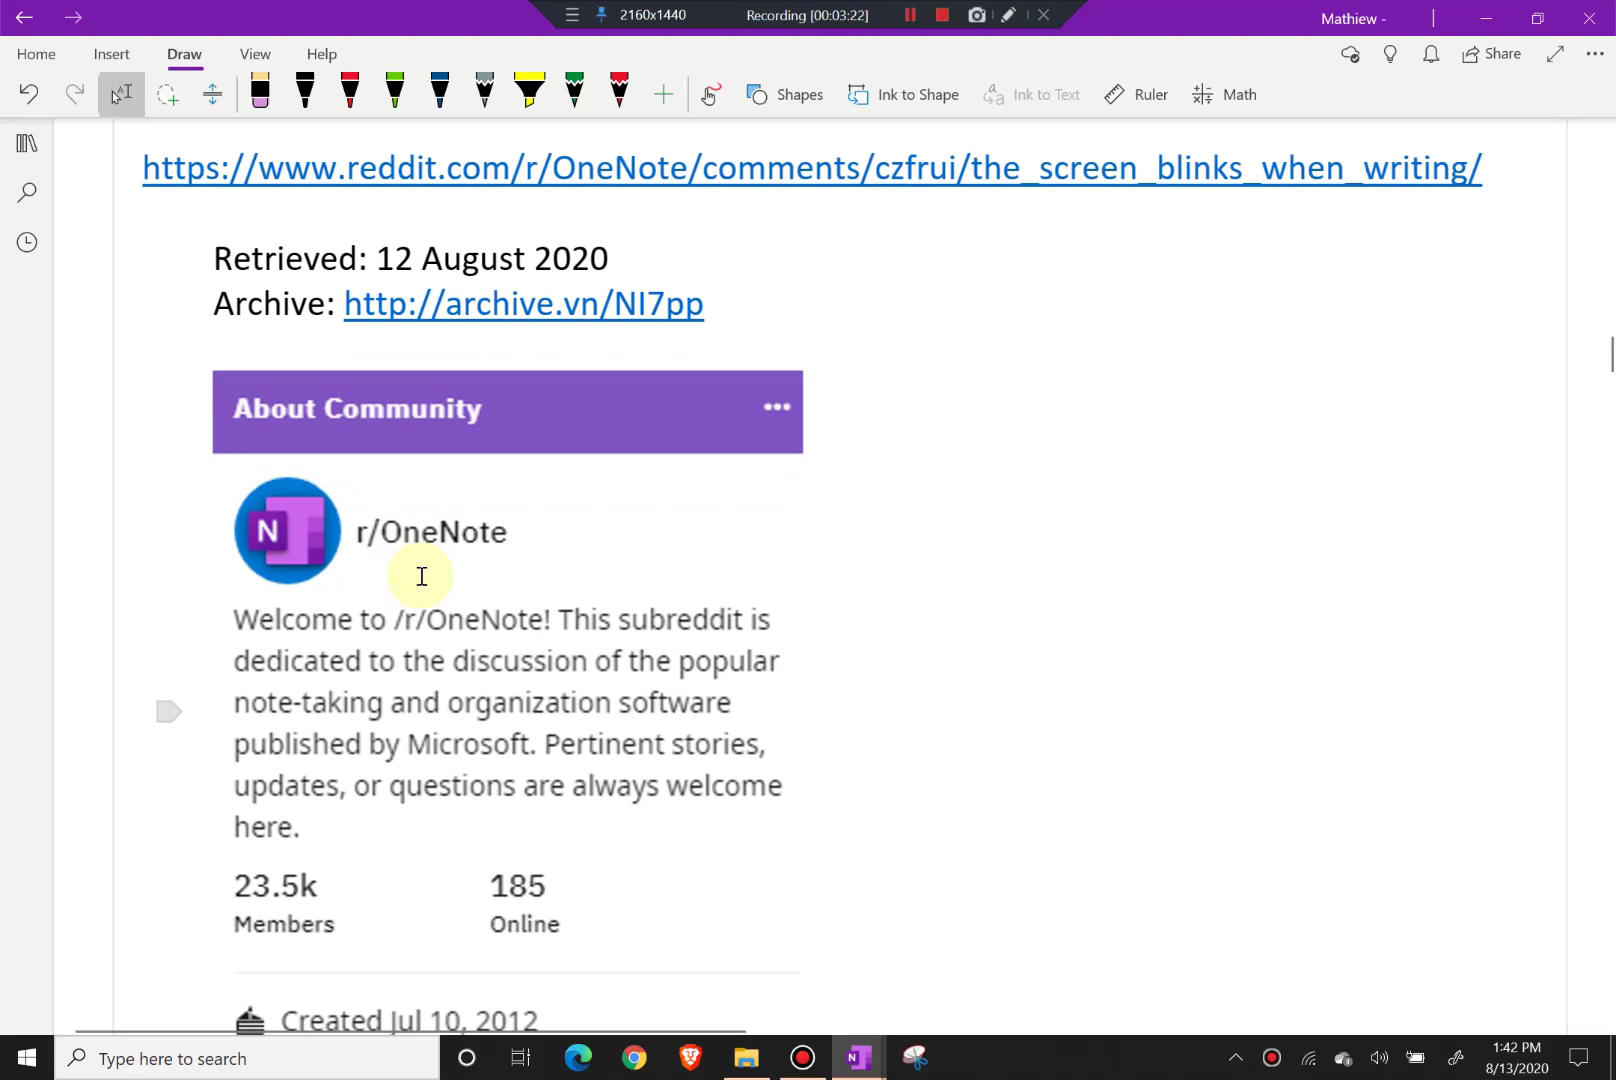 2160x1440 Recording [00:03:22] Mathiew -
Home Insert Draw View Help Share
Shapes Ink to Shape Ink to Text Ruler Math
https://www.reddit.com/r/OneNote/comments/czfrui/the_screen_blinks_when_writing/
Retrieved: 12 August 2020
Archive: http://archive.vn/NI7pp
About Community
N r/OneNote
Welcome to /r/OneNote! This subreddit is
dedicated to the discussion of the popular
note-taking and organization software
published by Microsoft. Pertinent stories,
updates, or questions are always welcome
here.
23.5k 185
Members Online
Created Jul 10, 2012
Type here to search
1:42 PM
8/13/2020